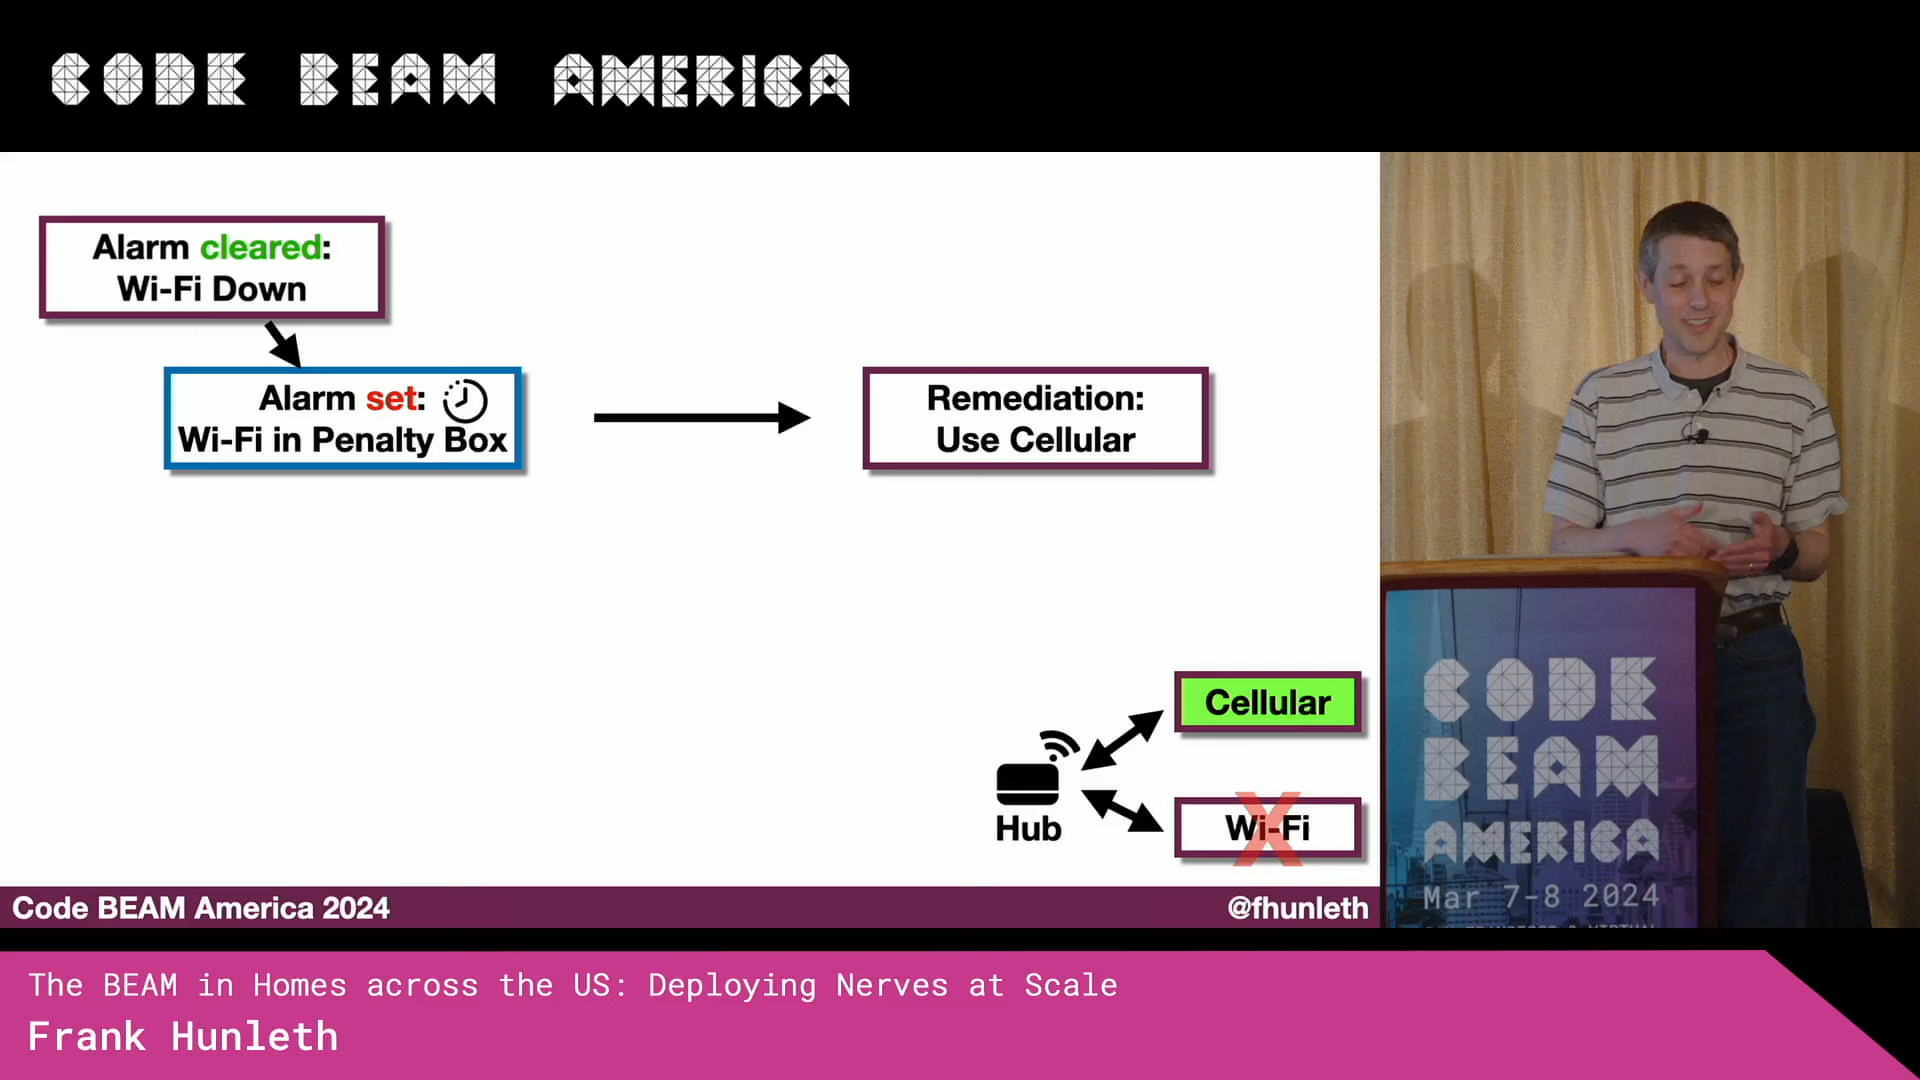 CODE BEAM AMERICA
Alarm cleared:
Wi-Fi Down
Alarm set:
Wi-Fi in Penalty Box
Remediation:
Use Cellular
Cellular
Hub
Wi-Fi
Code BEAM America 2024
@fhunleth
CODE
BEAM
AMERICA
Mar 7-8 2024
The BEAM in Homes across the US: Deploying Nerves at Scale
Frank Hunleth